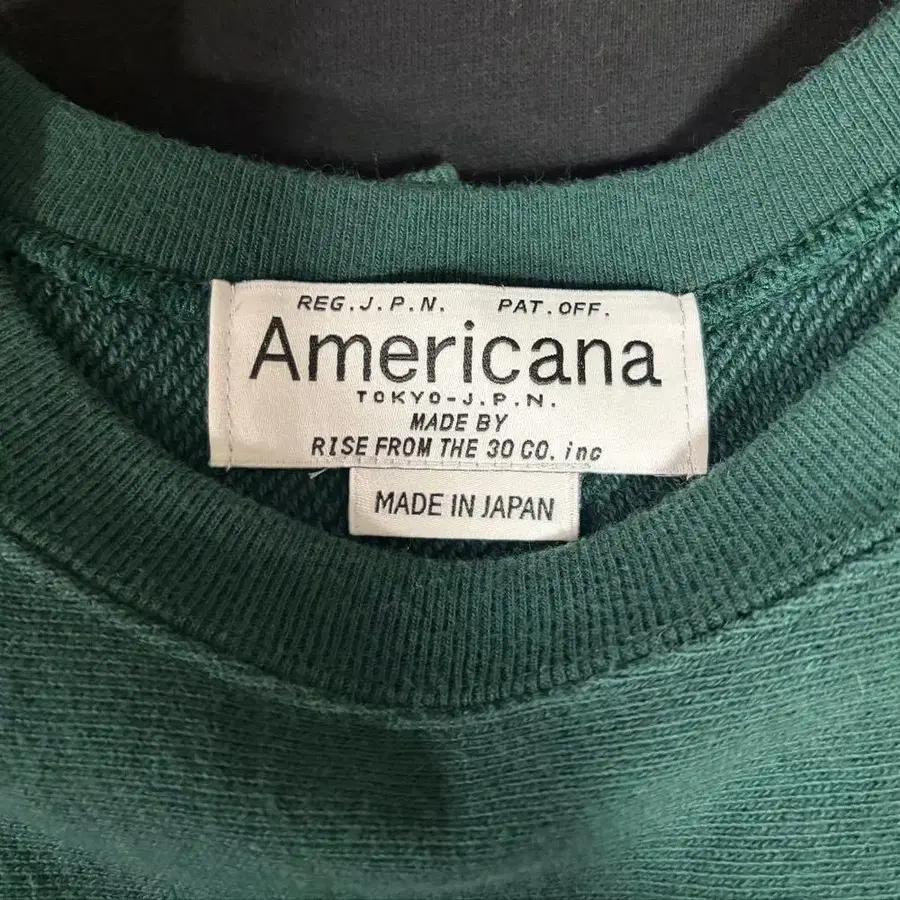 REG.J.P.N. PAT.OFF.
Americana
TOKYO-J.P.N.
MADE BY
RISE FROM THE 30 CO. inc
MADE IN JAPAN